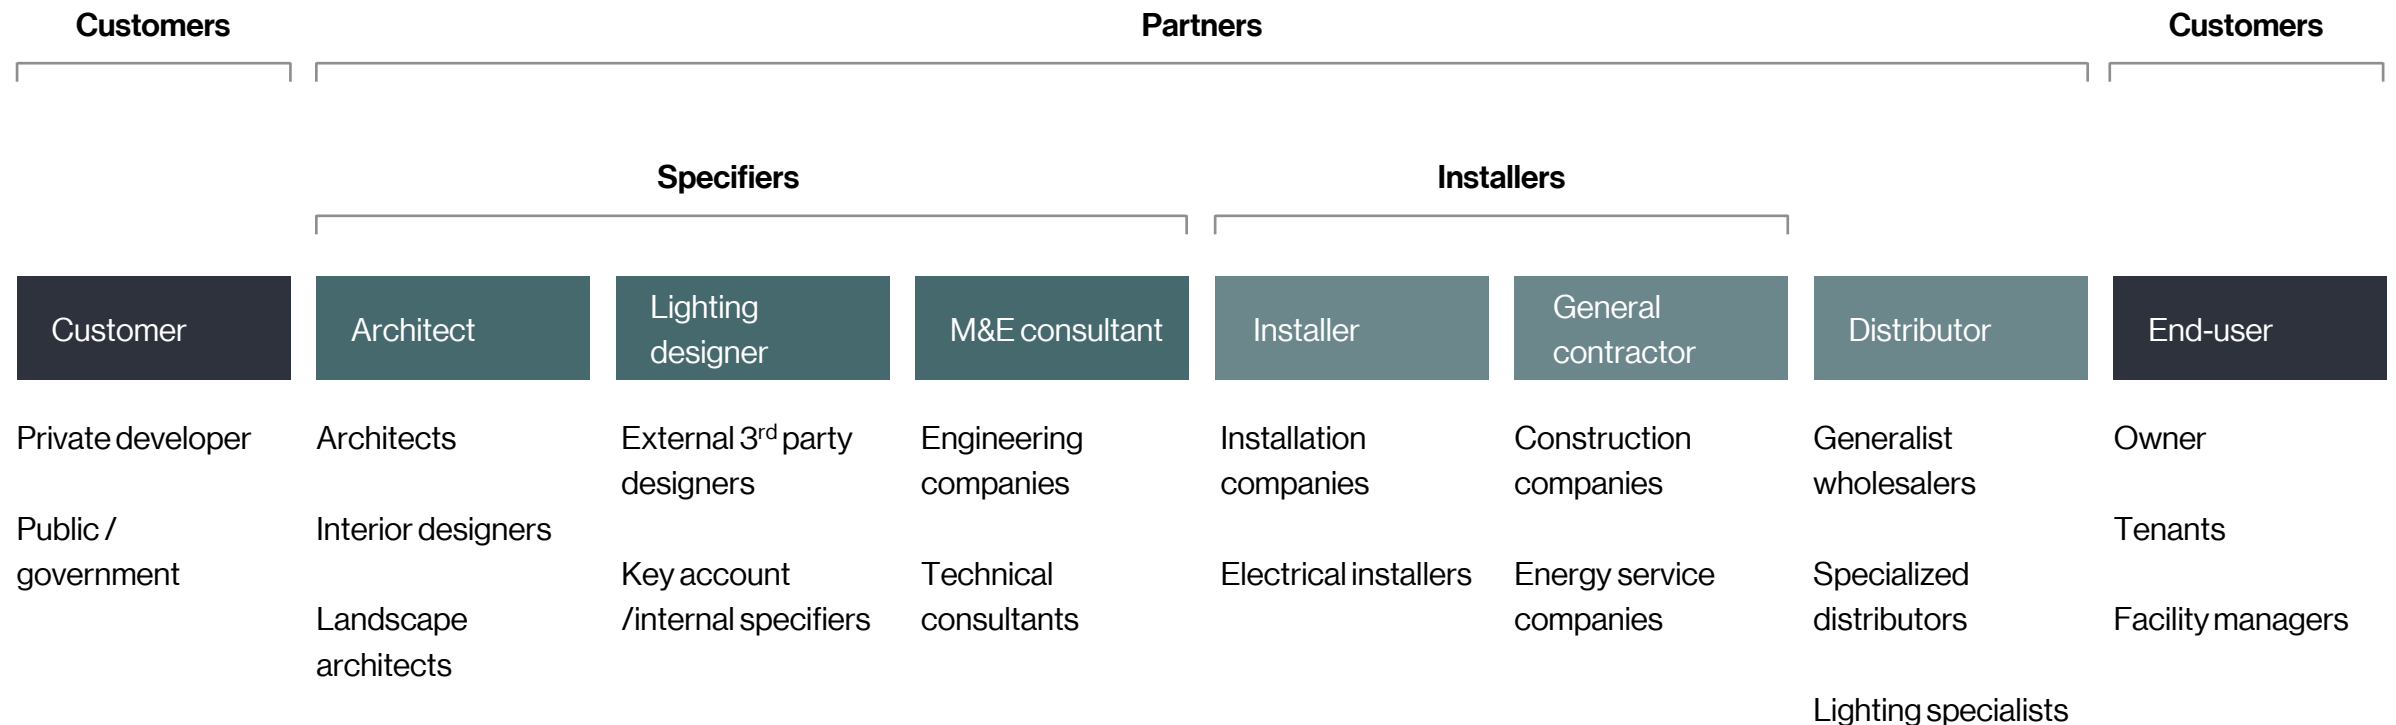 Customers
Partners
Customers
Specifiers
Installers
Customer
Architect
Lighting
designer
M&E consultant
Installer
General
contractor
Distributor
End-user
Private developer
Public /
government
Architects
Interior designers
Landscape
architects
External 3rd party
designers
Key account
/internal specifiers
Engineering
companies
Technical
consultants
Installation
companies
Electrical installers
Construction
companies
Energy service
companies
Generalist
wholesalers
Specialized
distributors
Lighting specialists
Owner
Tenants
Facility managers